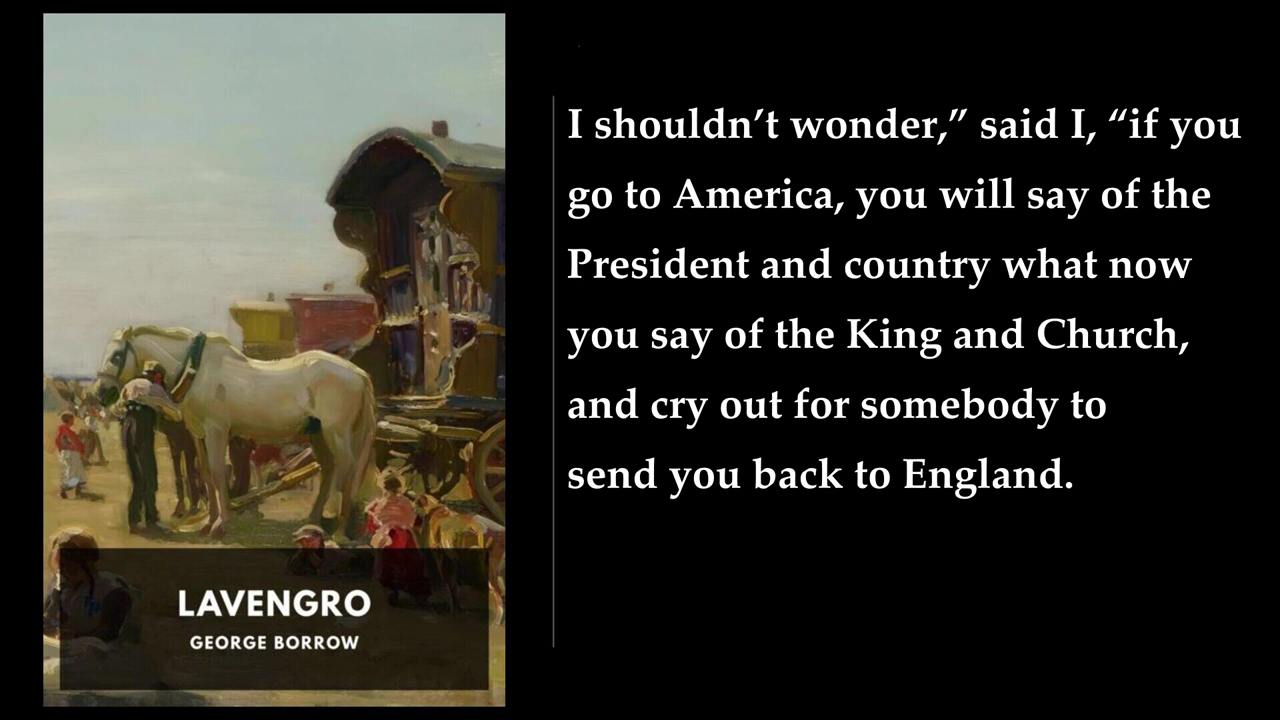 LAVENGRO
GEORGE BORROW
I shouldn’t wonder,” said I, “if you
go to America, you will say of the
President and country what now
you say of the King and Church,
and cry out for somebody to
send you back to England.